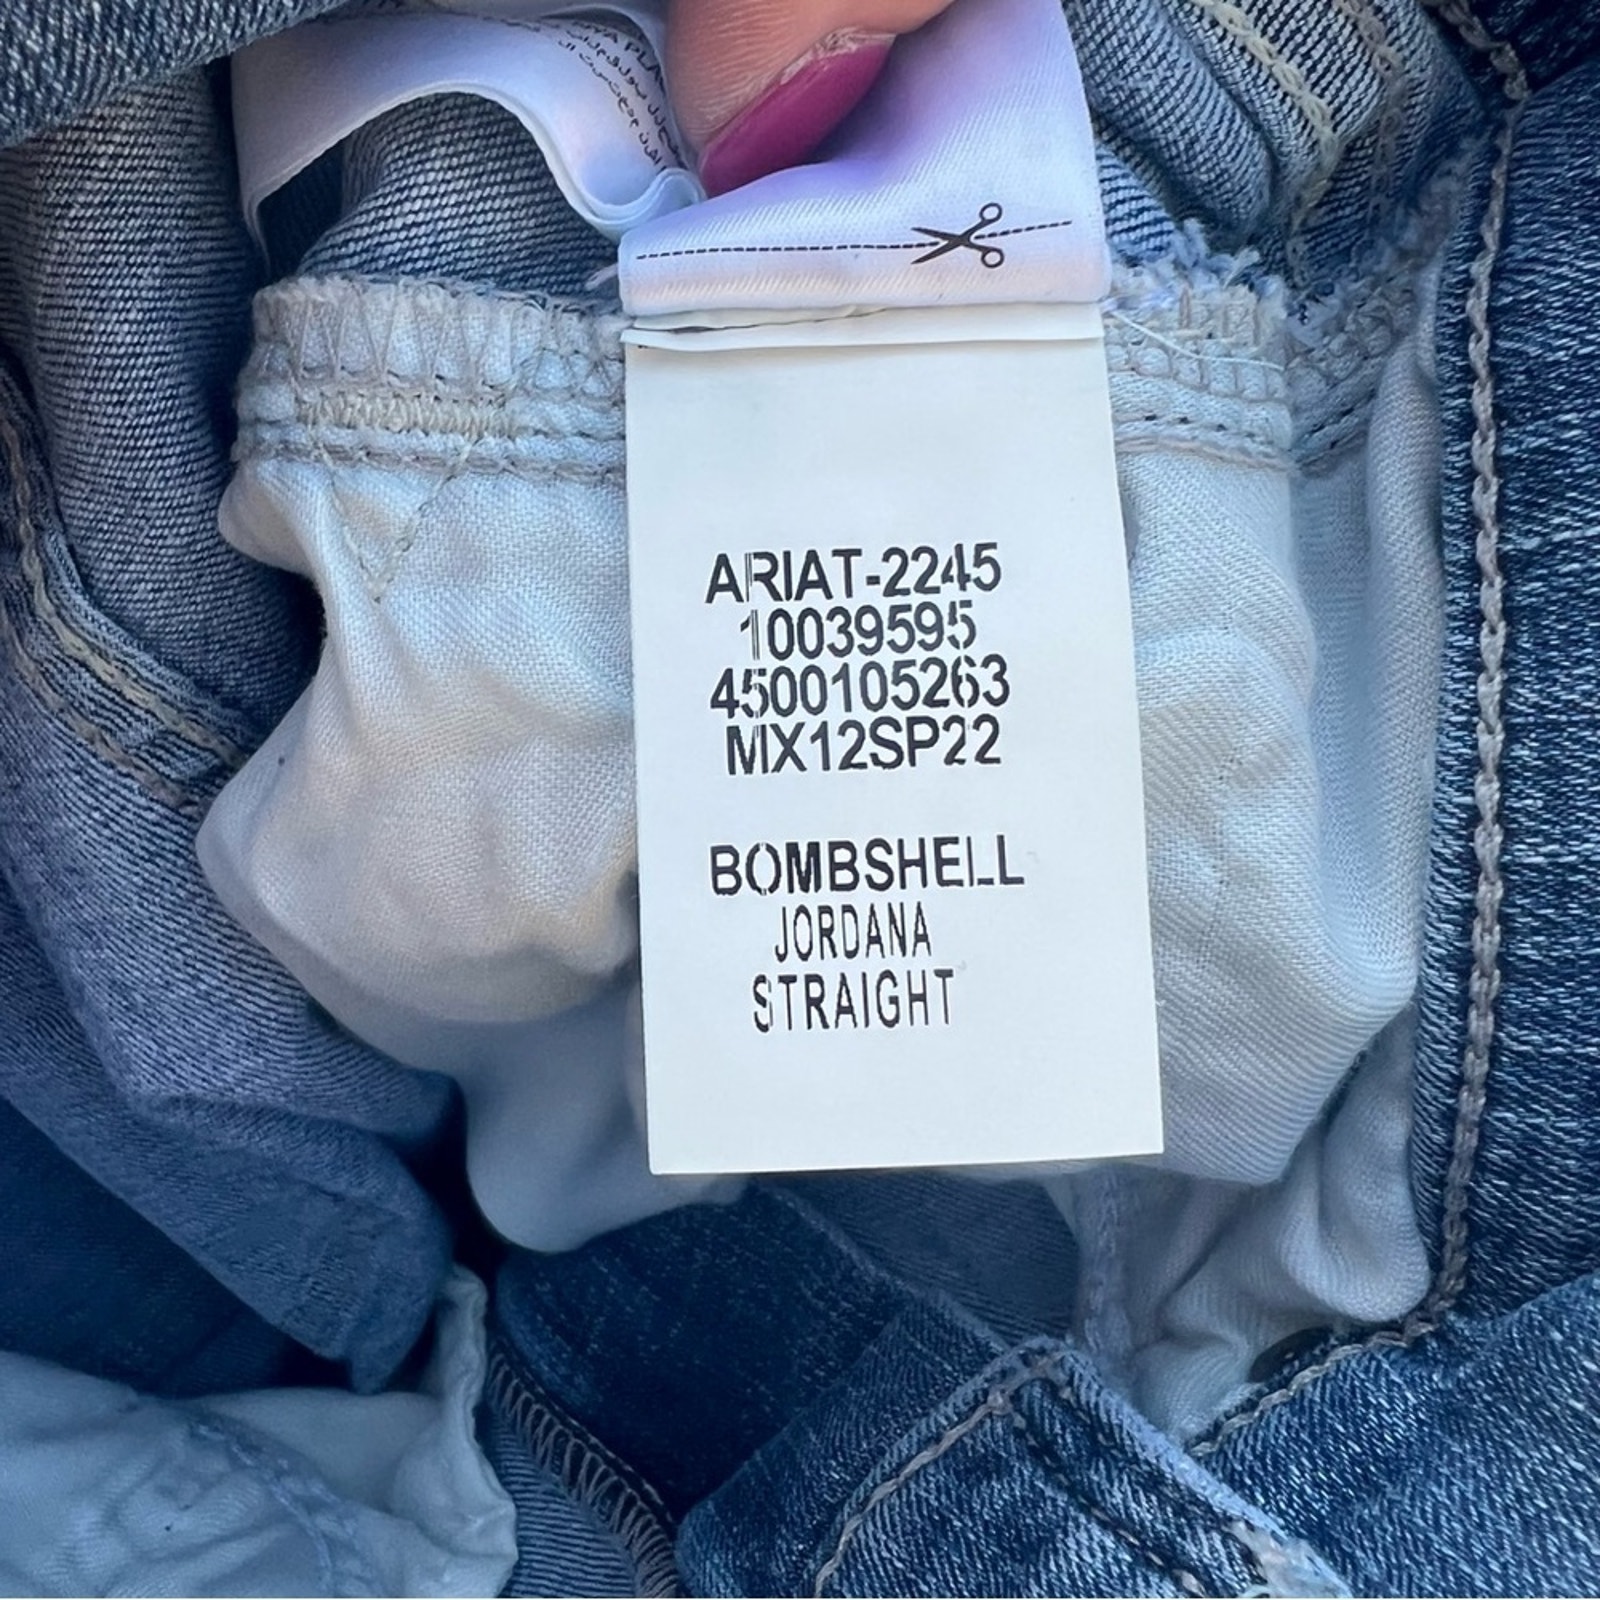 ARIAT-2245
10039595
4500105263
MX12SP22
BOMBSHELL
JORDANA
STRAIGHT